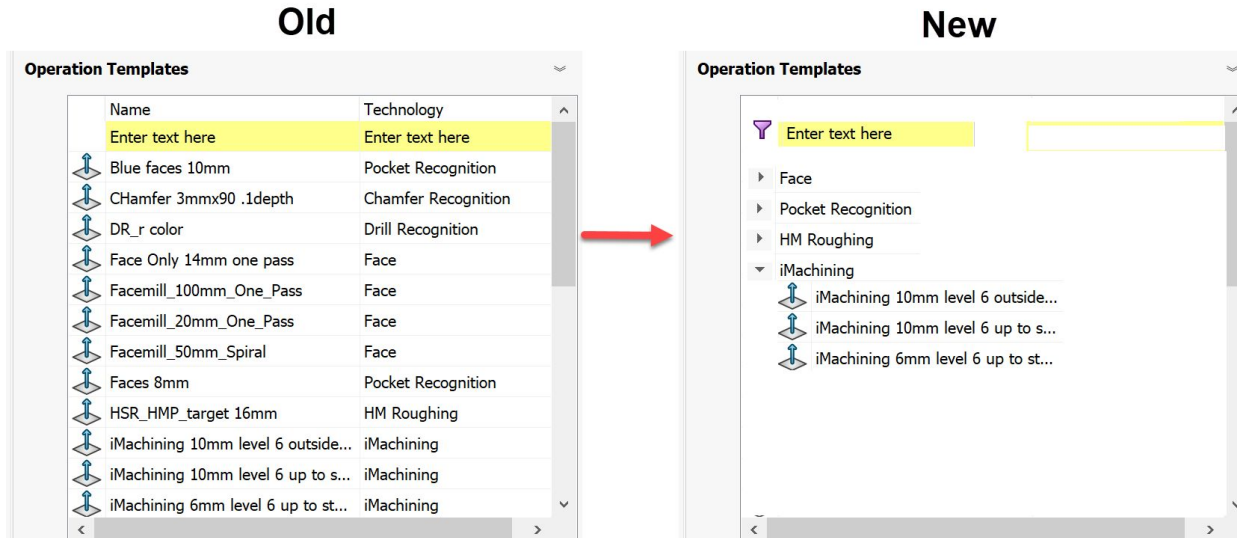 Old
New
Operation Templates
Operation Templates
Name Technology
Enter text here Enter text here
Blue faces 10mm Pocket Recognition
CHamfer 3mmx90 .1depth Chamfer Recognition
DR_r color Drill Recognition
Face Only 14mm one pass Face
Facemill_100mm_One_Pass Face
Facemill_20mm_One_Pass Face
Facemill_50mm_Spiral Face
Faces 8mm Pocket Recognition
HSR_HMP_target 16mm HM Roughing
iMachining 10mm level 6 outside... iMachining
iMachining 10mm level 6 up to s... iMachining
iMachining 6mm level 6 up to st... iMachining
Enter text here
Face
Pocket Recognition
HM Roughing
iMachining
iMachining 10mm level 6 outside...
iMachining 10mm level 6 up to s...
iMachining 6mm level 6 up to st...